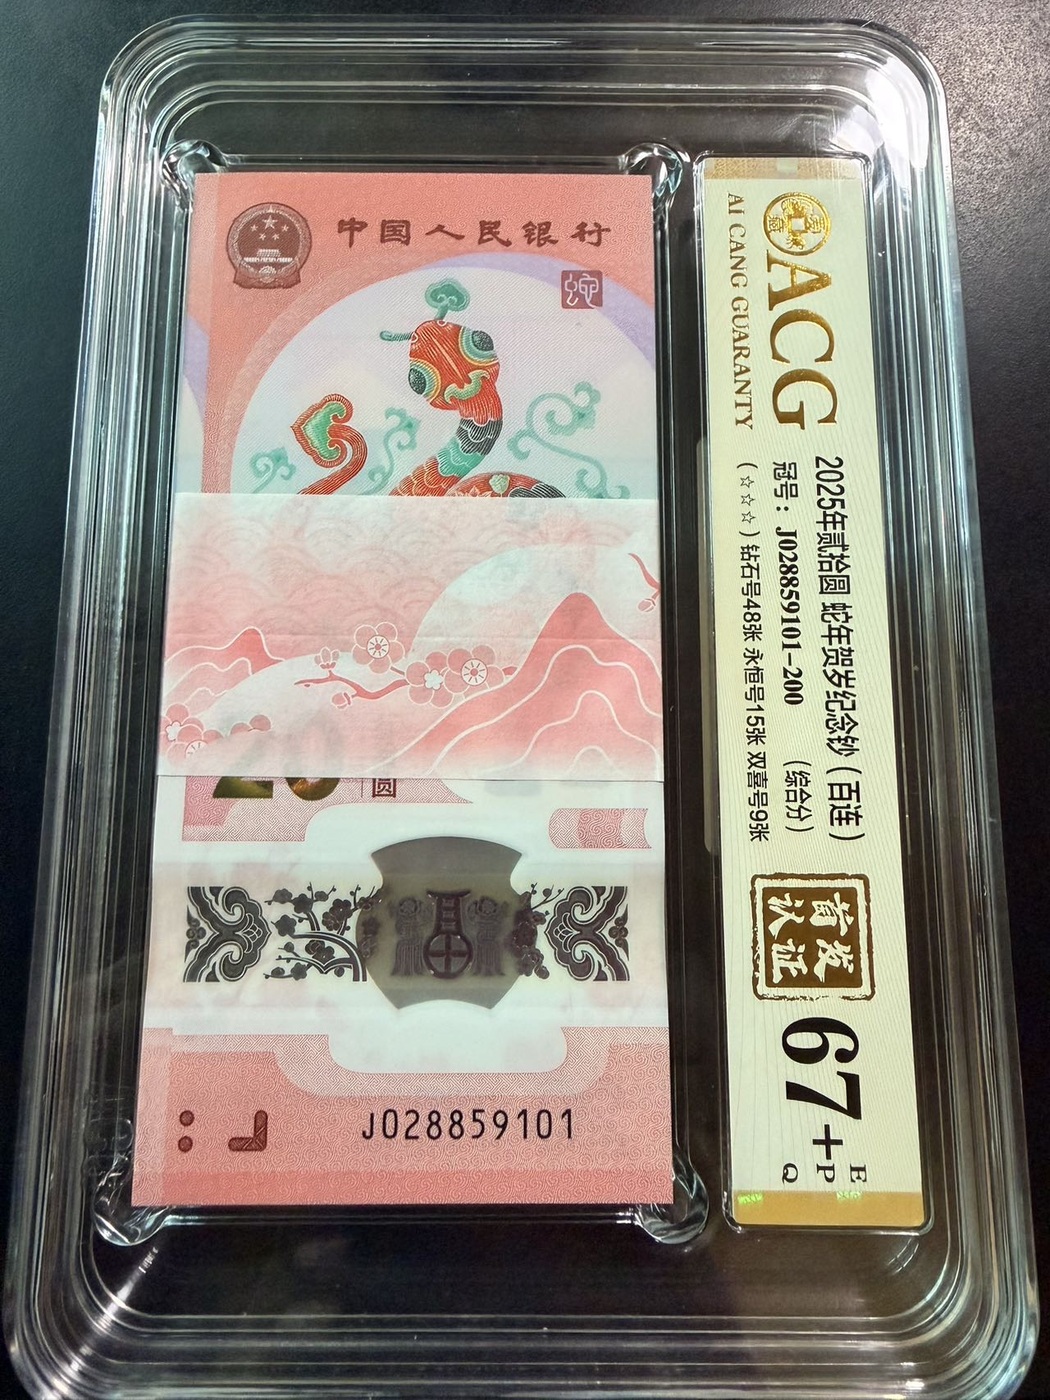 中国人民银行
蛇
20
圆
J028859101
ACG
AI CANG GUARANTY
2025年贰拾圆 蛇年贺岁纪念钞（百连）
冠号：J028859101-200 （综合分）
（☆☆☆）钻石号48张 永恒号15张 双喜号9张
首发
认证
67+
E
P
Q